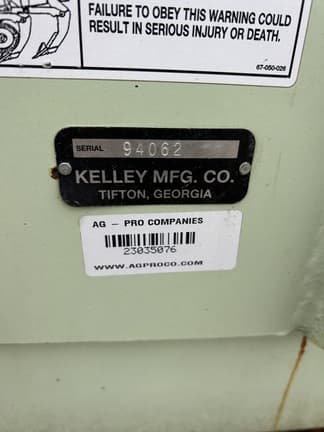 FAILURE TO OBEY THIS WARNING COULD
RESULT IN SERIOUS INJURY OR DEATH.
67-050-026
SERIAL 94062
KELLEY MFG. CO.
TIFTON, GEORGIA
AG - PRO COMPANIES
23035076
WWW.AGPROCO.COM